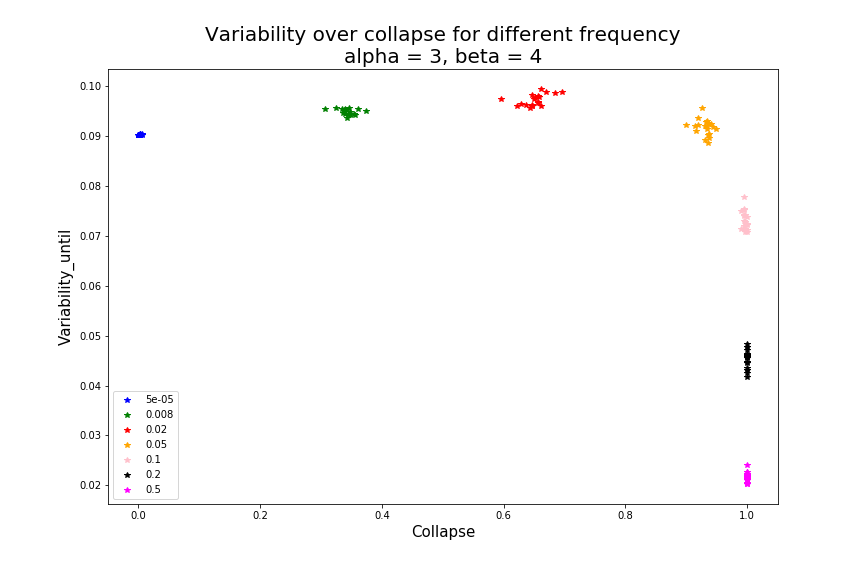 Variability over collapse for different frequency
alpha = 3, beta = 4
0.10
0.09
0.08
0.07
0.06
0.05
0.04
0.03
0.02
Variability_until
5e-05
0.008
0.02
0.05
0.1
0.2
0.5
0.0 0.2 0.4 0.6 0.8 1.0
Collapse